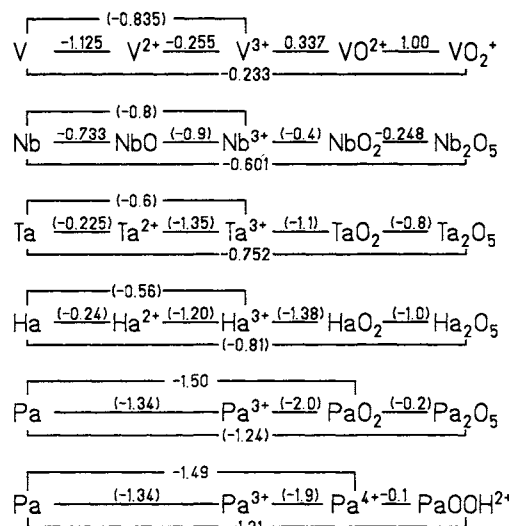 (-0.835)
V -1.125 V²⁺ -0.255 V³⁺ 0.337 VO²⁺ 1.00 VO₂⁺
-0.233
(-0.8)
Nb -0.733 NbO (-0.9) Nb³⁺ (-0.4) NbO₂ -0.248 Nb₂O₅
-0.601
(-0.6)
Ta (-0.225) Ta²⁺ (-1.35) Ta³⁺ (-1.1) TaO₂ (-0.8) Ta₂O₅
-0.752
(-0.56)
Ha (-0.24) Ha²⁺ (-1.20) Ha³⁺ (-1.38) HaO₂ (-1.0) Ha₂O₅
(-0.81)
-1.50
Pa (-1.34) Pa³⁺ (-2.0) PaO₂ (-0.2) Pa₂O₅
(-1.24)
-1.49
Pa (-1.34) Pa³⁺ (-1.9) Pa⁴⁺ -0.1 PaOOH²⁺